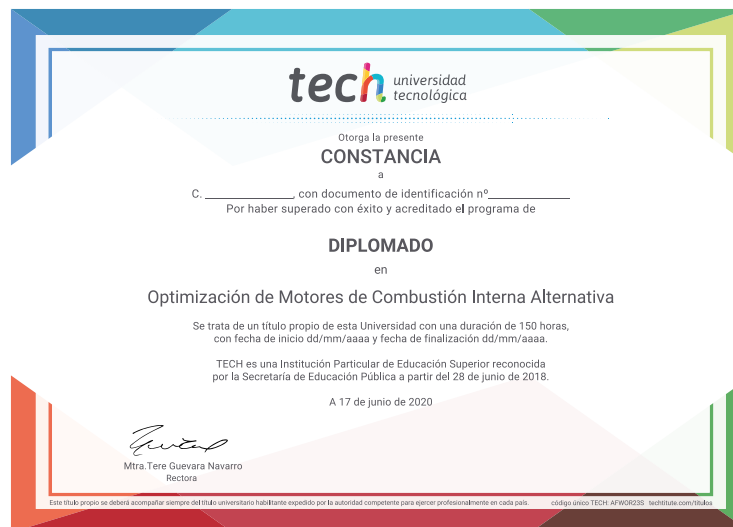 tech universidad
tecnológica
Otorga la presente
CONSTANCIA
a
C. ______________, con documento de identificación nº______________
Por haber superado con éxito y acreditado el programa de
DIPLOMADO
en
Optimización de Motores de Combustión Interna Alternativa
Se trata de un título propio de esta Universidad con una duración de 150 horas,
con fecha de inicio dd/mm/aaaa y fecha de finalización dd/mm/aaaa.
TECH es una Institución Particular de Educación Superior reconocida
por la Secretaría de Educación Pública a partir del 28 de junio de 2018.
A 17 de junio de 2020
Mtra.Tere Guevara Navarro
Rectora
Este título propio se deberá acompañar siempre del título universitario habilitante expedido por la autoridad competente para ejercer profesionalmente en cada país. código único TECH: AFWOR23S techtitute.com/titulos